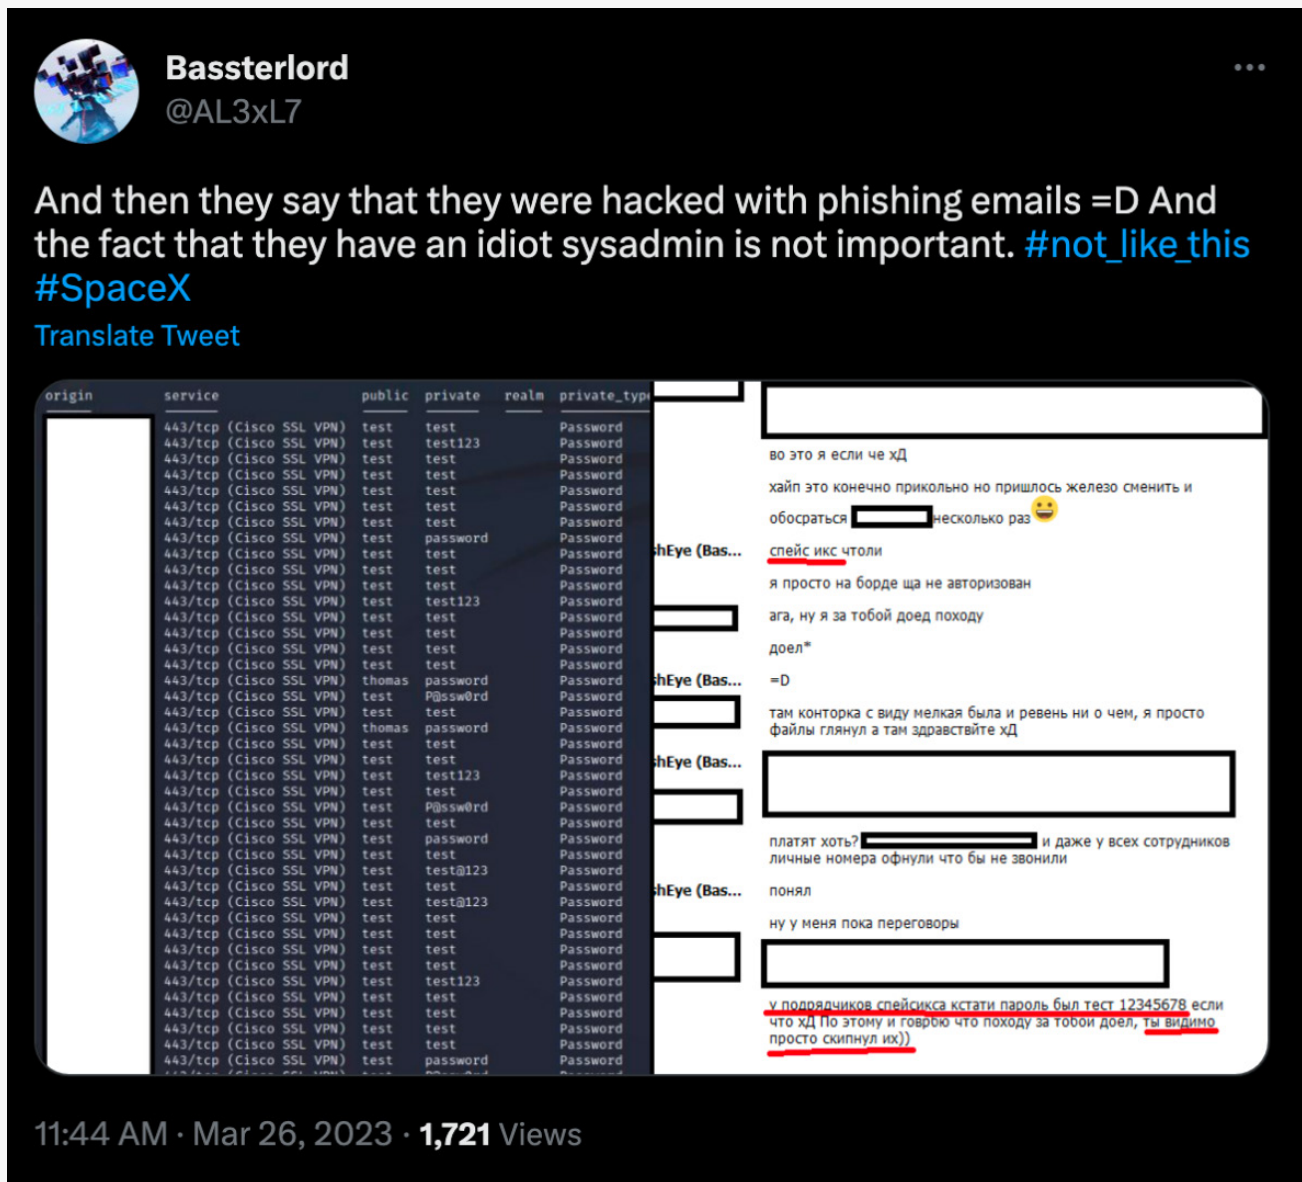 Bassterlord
@AL3xL7
And then they say that they were hacked with phishing emails =D And
the fact that they have an idiot sysadmin is not important. #not_like_this
#SpaceX
Translate Tweet
origin service public private realm private_type
443/tcp (Cisco SSL VPN) test test Password
443/tcp (Cisco SSL VPN) test test123 Password
443/tcp (Cisco SSL VPN) test test Password
443/tcp (Cisco SSL VPN) test test Password
443/tcp (Cisco SSL VPN) test test Password
443/tcp (Cisco SSL VPN) test test Password
443/tcp (Cisco SSL VPN) test test Password
443/tcp (Cisco SSL VPN) test password Password
443/tcp (Cisco SSL VPN) test test Password
443/tcp (Cisco SSL VPN) test test Password
443/tcp (Cisco SSL VPN) test test Password
443/tcp (Cisco SSL VPN) test test123 Password
443/tcp (Cisco SSL VPN) test test Password
443/tcp (Cisco SSL VPN) test test Password
443/tcp (Cisco SSL VPN) test test Password
443/tcp (Cisco SSL VPN) test test Password
443/tcp (Cisco SSL VPN) thomas password Password
443/tcp (Cisco SSL VPN) test P@ssw0rd Password
443/tcp (Cisco SSL VPN) test test Password
443/tcp (Cisco SSL VPN) thomas password Password
443/tcp (Cisco SSL VPN) test test Password
443/tcp (Cisco SSL VPN) test test Password
443/tcp (Cisco SSL VPN) test test123 Password
443/tcp (Cisco SSL VPN) test test Password
443/tcp (Cisco SSL VPN) test P@ssw0rd Password
443/tcp (Cisco SSL VPN) test test Password
443/tcp (Cisco SSL VPN) test password Password
443/tcp (Cisco SSL VPN) test test Password
443/tcp (Cisco SSL VPN) test test@123 Password
443/tcp (Cisco SSL VPN) test test Password
443/tcp (Cisco SSL VPN) test test@123 Password
443/tcp (Cisco SSL VPN) test test Password
443/tcp (Cisco SSL VPN) test test Password
443/tcp (Cisco SSL VPN) test test Password
443/tcp (Cisco SSL VPN) test test Password
443/tcp (Cisco SSL VPN) test test123 Password
443/tcp (Cisco SSL VPN) test test Password
443/tcp (Cisco SSL VPN) test test Password
443/tcp (Cisco SSL VPN) test test Password
443/tcp (Cisco SSL VPN) test test Password
443/tcp (Cisco SSL VPN) test password Password
во это я если че хД
хайп это конечно прикольно но пришлось железо сменить и
обосраться несколько раз😀
hEye (Bas... спейс икс чтоли
я просто на борде ща не авторизован
ага, ну я за тобой доед походу
доел*
hEye (Bas... =D
там конторка с виду мелкая была и ревень ни о чем, я просто
файлы глянул а там здравствйте хД
hEye (Bas...
платят хоть? и даже у всех сотрудников
личные номера офнули что бы не звонили
hEye (Bas... понял
ну у меня пока переговоры
у подрядчиков спейсикса кстати пароль был тест 12345678 если
что хД По этому и говрбю что походу за тобой доел, ты видимо
просто скипнул их))
11:44 AM · Mar 26, 2023 · 1,721 Views